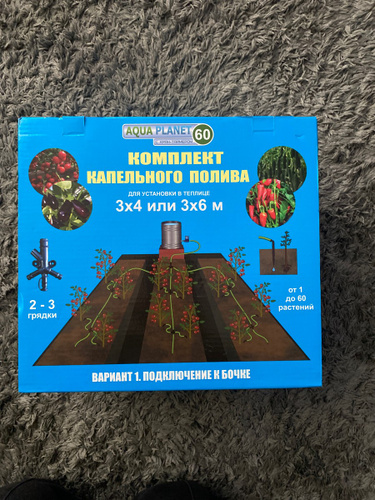 AQUA PLANET 60
КОМПЛЕКТ
КАПЕЛЬНОГО ПОЛИВА
ДЛЯ УСТАНОВКИ В ТЕПЛИЦЕ
3х4 или 3х6 м
2 - 3
грядки
от 1
до 60
растений
ВАРИАНТ 1. ПОДКЛЮЧЕНИЕ К БОЧКЕ